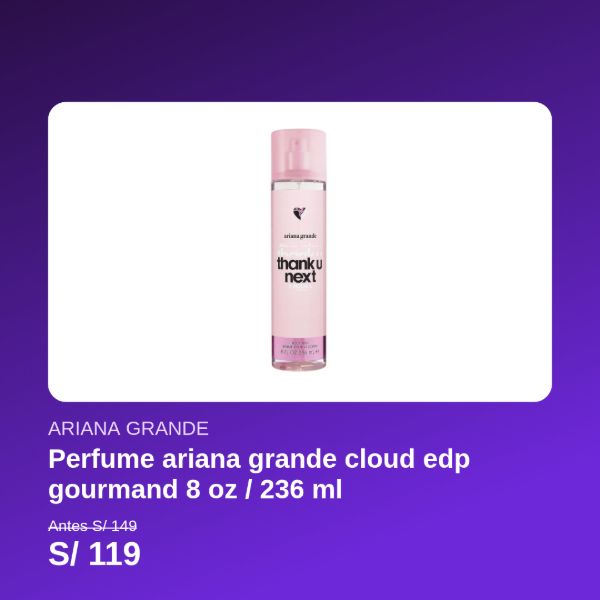 ariana grande
thank u
next
ARIANA GRANDE
Perfume ariana grande cloud edp
gourmand 8 oz / 236 ml
Antes S/ 149
S/ 119